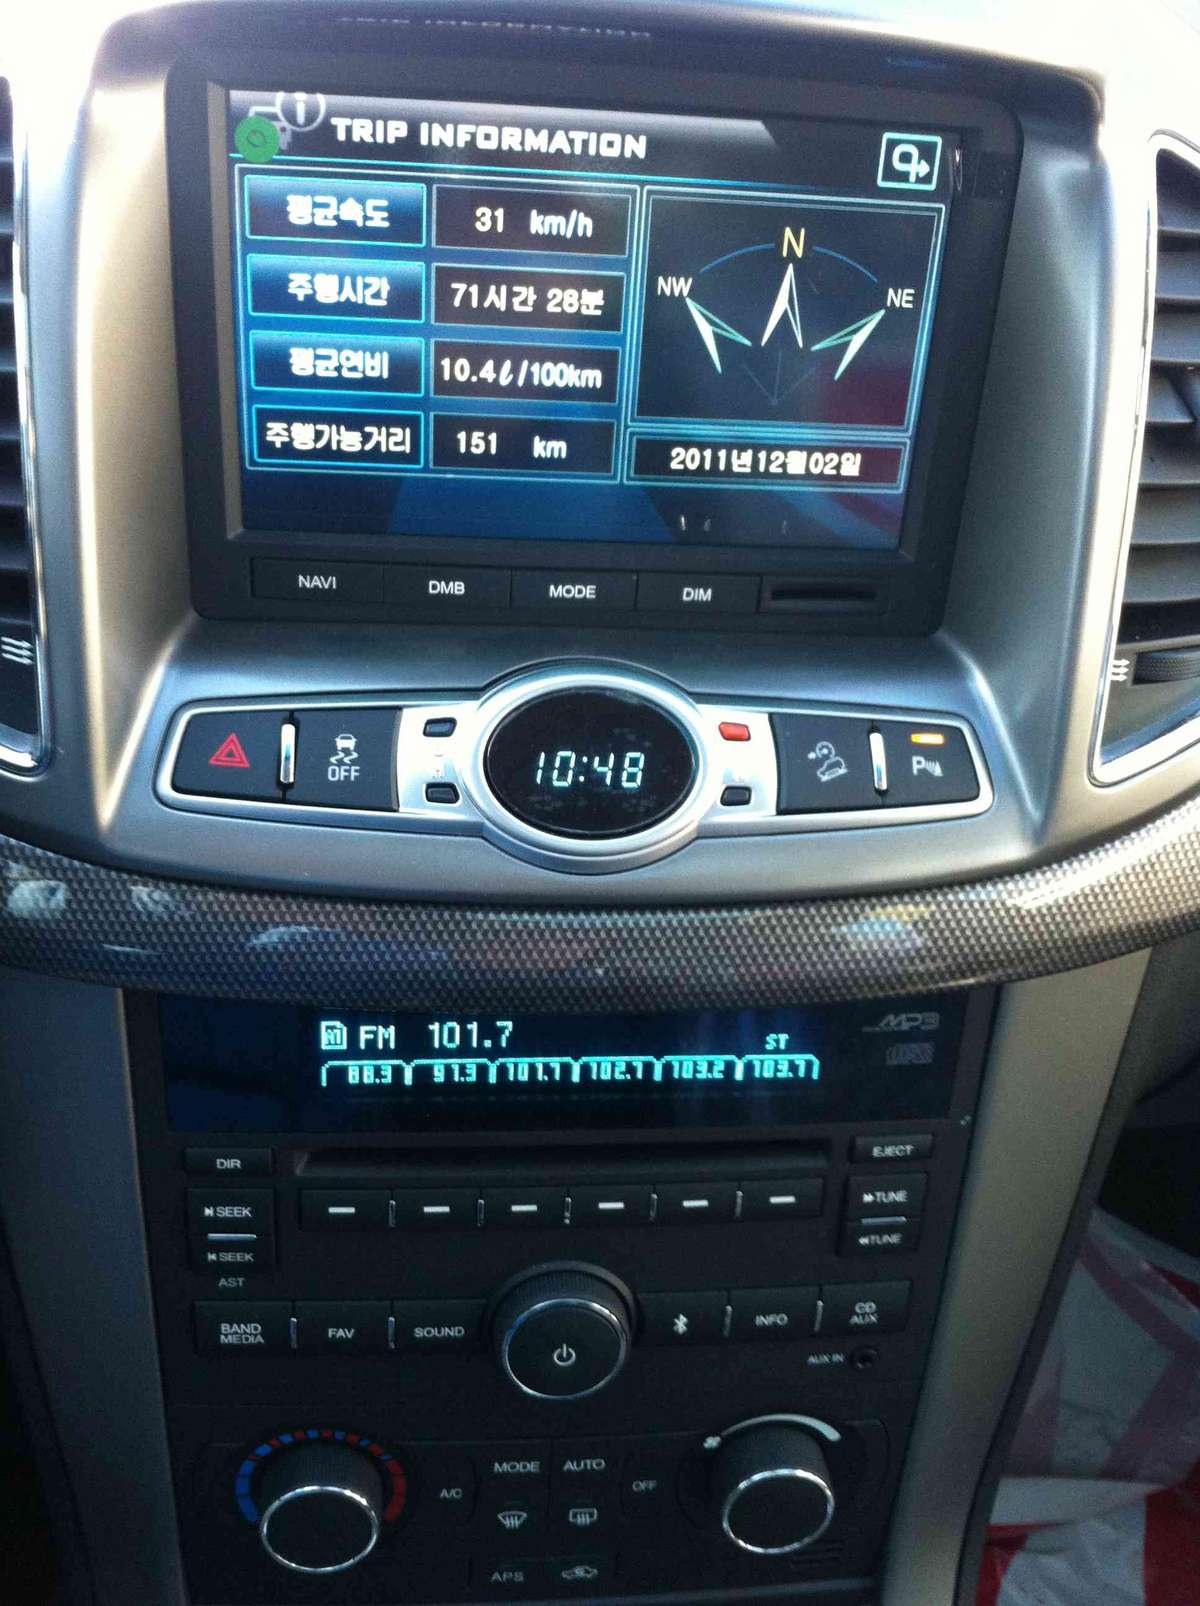 TRIP INFORMATION
평균속도 31 km/h
주행시간 71시간 28분
평균연비 10.4ℓ/100km
주행가능거리 151 km
N
NW
NE
2011년12월02일
NAVI DMB MODE DIM
OFF
10:48
P
FM 101.7
ST
MP3
88.3 91.3 101.7 102.7 103.2 103.7
DIR
EJECT
SEEK
TUNE
SEEK
TUNE
AST
BAND MEDIA
FAV
SOUND
INFO
CD AUX
AUX IN
MODE
AUTO
A/C
OFF
APS